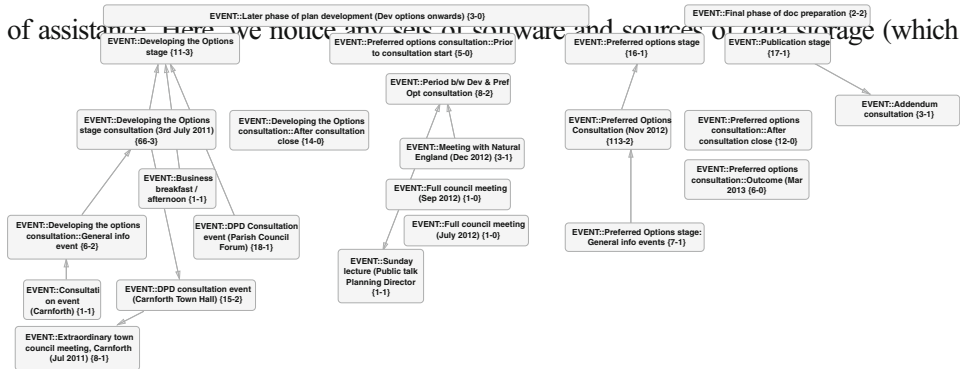 EVENT::Later phase of plan development (Dev options onwards) {3-0}
EVENT::Final phase of doc preparation {2-2}
of assistance. Here, we notice any sets of software and sources of data storage (which
EVENT::Developing the Options
stage {11-3}
EVENT::Preferred options consultation::Prior
to consultation start {5-0}
EVENT::Preferred options stage
{16-1}
EVENT::Publication stage
{17-1}
EVENT::Period b/w Dev & Pref
Opt consultation {8-2}
EVENT::Addendum
consultation {3-1}
EVENT::Developing the Options
stage consultation (3rd July 2011)
{66-3}
EVENT::Developing the Options
consultation::After consultation
close {14-0}
EVENT::Preferred Options
Consultation (Nov 2012)
{113-2}
EVENT::Preferred options
consultation::After
consultation close {12-0}
EVENT::Meeting with Natural
England (Dec 2012) {3-1}
EVENT::Preferred options
consultation::Outcome (Mar
2013 {6-0}
EVENT::Business
breakfast /
afternoon {1-1}
EVENT::Full council meeting
(Sep 2012) {1-0}
EVENT::Developing the options
consultation::General info
event {6-2}
EVENT::DPD Consultation
event (Parish Council
Forum) {18-1}
EVENT::Full council meeting
(July 2012) {1-0}
EVENT::Preferred Options stage:
General info events {7-1}
EVENT::Sunday
lecture (Public talk
Planning Director
{1-1}
EVENT::Consultati
on event
(Carnforth) {1-1}
EVENT::DPD consultation event
(Carnforth Town Hall) {15-2}
EVENT::Extraordinary town
council meeting, Carnforth
(Jul 2011) {8-1}